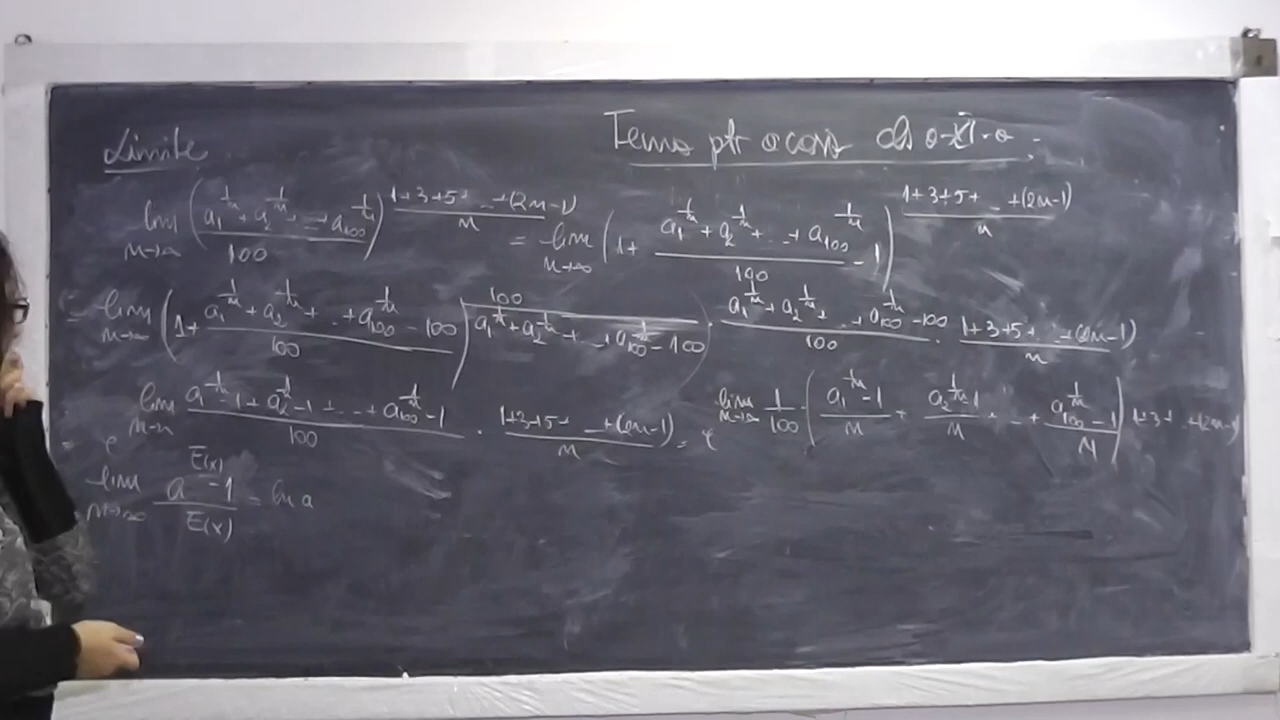 Limite
Tema ptr acasă cls a XI-a
lim n→∞ ((a₁^(1/n) + a₂^(1/n) + … + a₁₀₀^(1/n))/100)^((1+3+5+…+(2n-1))/n) = lim n→∞ (1 + (a₁^(1/n) + a₂^(1/n) + … + a₁₀₀^(1/n))/100 - 1)^((1+3+5+…+(2n-1))/n)
= lim n→∞ (1 + (a₁^(1/n) + a₂^(1/n) + … + a₁₀₀^(1/n) - 100)/100)^(100/(a₁^(1/n) + a₂^(1/n) + … + a₁₀₀^(1/n) - 100)) · (a₁^(1/n) + a₂^(1/n) + … + a₁₀₀^(1/n) - 100)/100 · (1+3+5+…+(2n-1))/n
= e^ lim n→∞ (a₁^(1/n) - 1 + a₂^(1/n) - 1 + … + a₁₀₀^(1/n) - 1)/100 · (1+3+5+…+(2n-1))/n = e^ lim n→∞ 1/100 · ((a₁^(1/n) - 1)/n + (a₂^(1/n) - 1)/n + … + (a₁₀₀^(1/n) - 1)/n) 1+3+…+(2n-1)
lim n→∞ (a^(E(x)) - 1)/E(x) = ln a